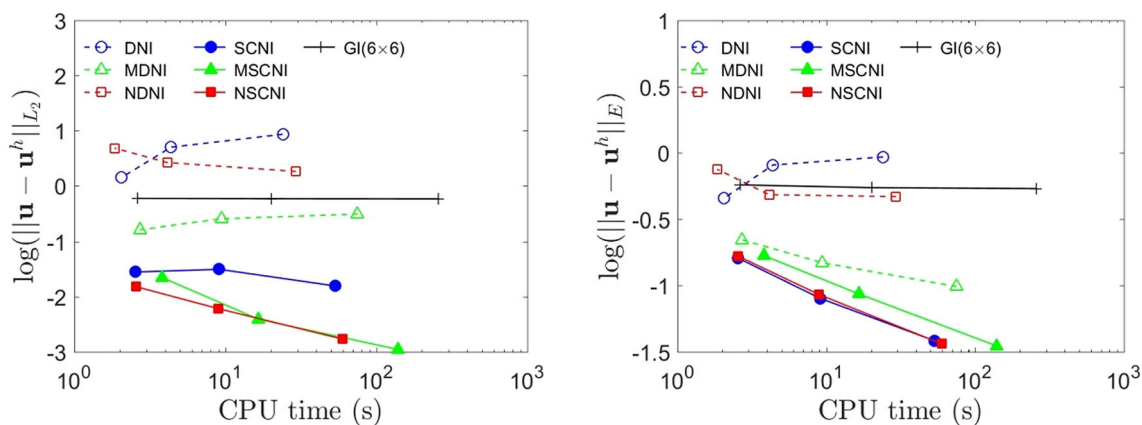 3
2
1
0
-1
-2
-3
log(||u − u^h||_{L_2})
DNI
MDNI
NDNI
SCNI
MSCNI
NSCNI
GI(6×6)
10^0
10^1
10^2
10^3
CPU time (s)
1
0.5
0
-0.5
-1
-1.5
log(||u − u^h||_E)
DNI
MDNI
NDNI
SCNI
MSCNI
NSCNI
GI(6×6)
10^0
10^1
10^2
10^3
CPU time (s)